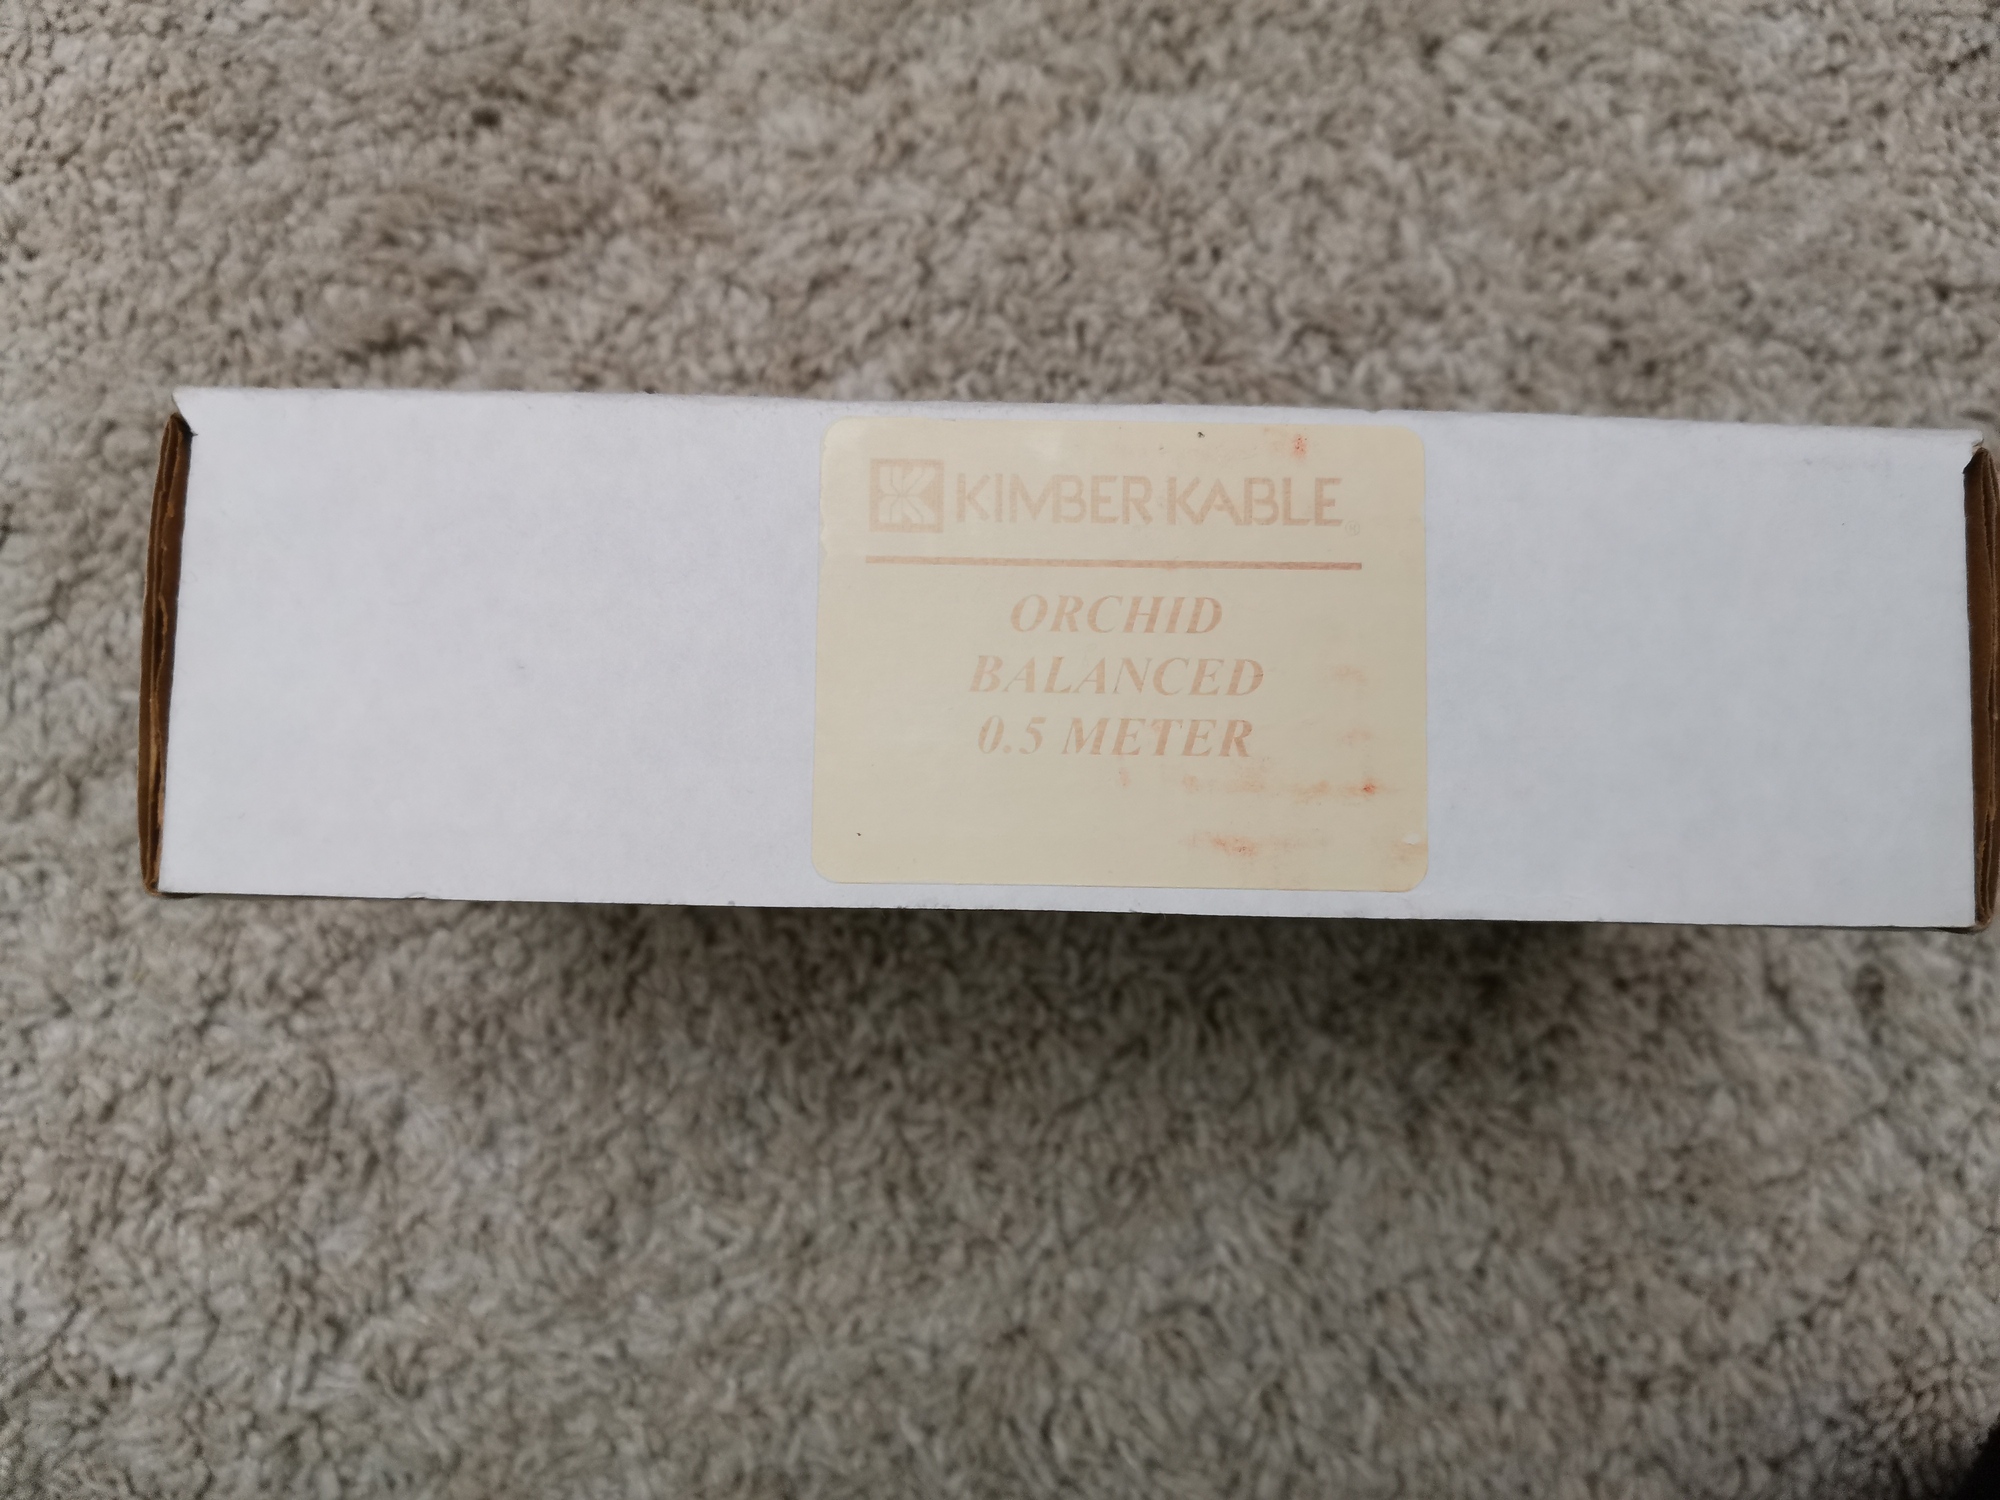 KIMBER KABLE®
ORCHID
BALANCED
0.5 METER